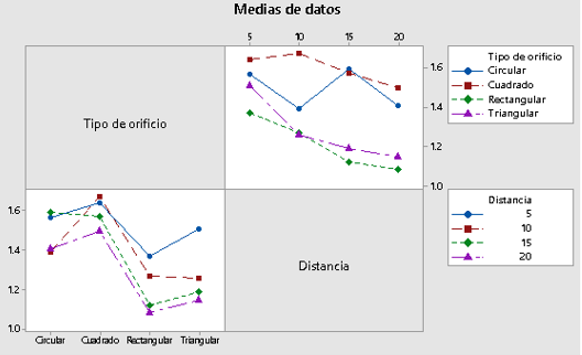 Medias de datos
5 10 15 20
Tipo de orificio
1.6
1.4
1.2
1.0
Tipo de orificio
Circular
Cuadrado
Rectangular
Triangular
1.6
1.4
1.2
1.0
Distancia
Distancia
5
10
15
20
Circular Cuadrado Rectangular Triangular